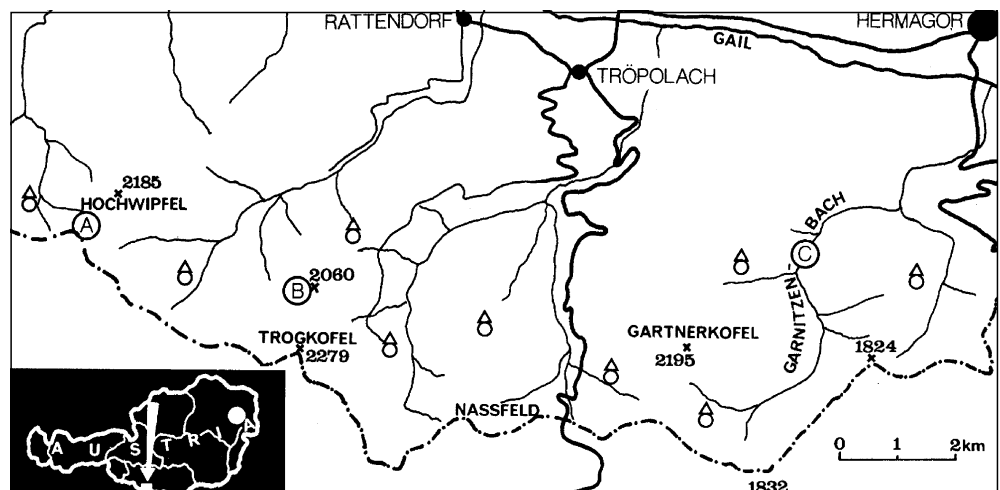 RATTENDORF
HERMAGOR
GAIL
TRÖPOLACH
2185
HOCHWIPFEL
A
BACH
C
2060
B
TROGKOFEL
2279
GARTNERKOFEL
2195
GARNITZEN-
1824
NASSFELD
AUSTRIA
0 1 2km
1832